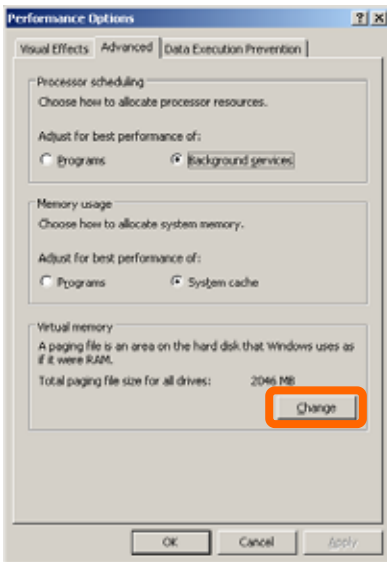 Performance Options
? X
Visual Effects Advanced Data Execution Prevention
Processor scheduling
Choose how to allocate processor resources.
Adjust for best performance of:
Programs Background services
Memory usage
Choose how to allocate system memory.
Adjust for best performance of:
Programs System cache
Virtual memory
A paging file is an area on the hard disk that Windows uses as
if it were RAM.
Total paging file size for all drives: 2046 MB
Change
OK Cancel Apply